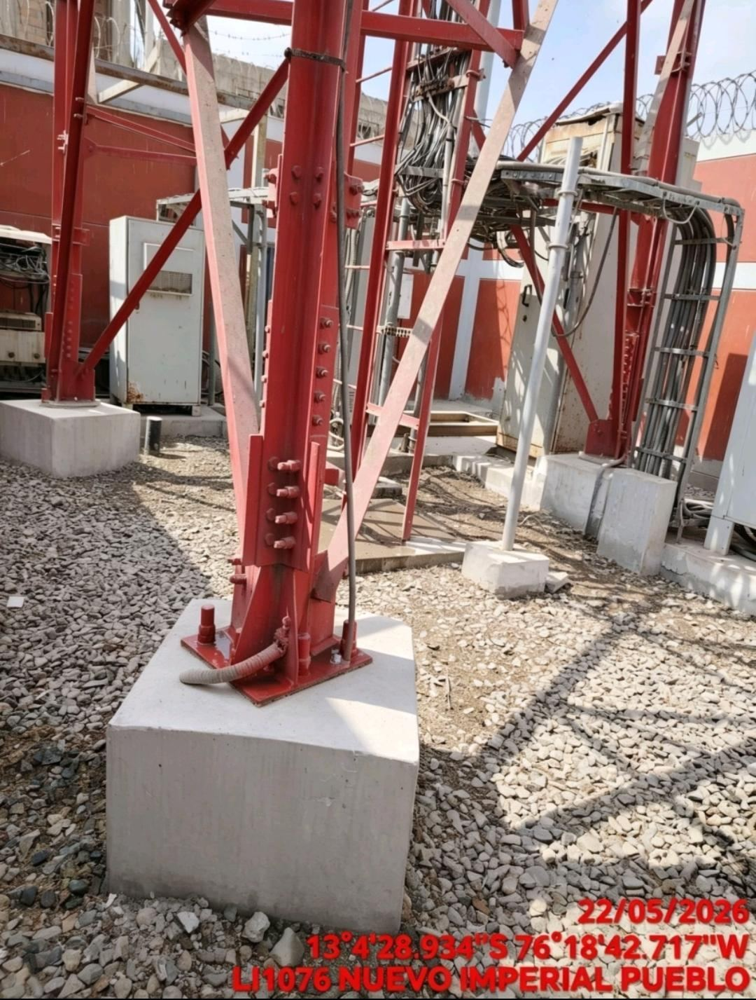 22/05/2026
13°4'28.934"S 76°18'42.717"W
LI1076 NUEVO IMPERIAL PUEBLO